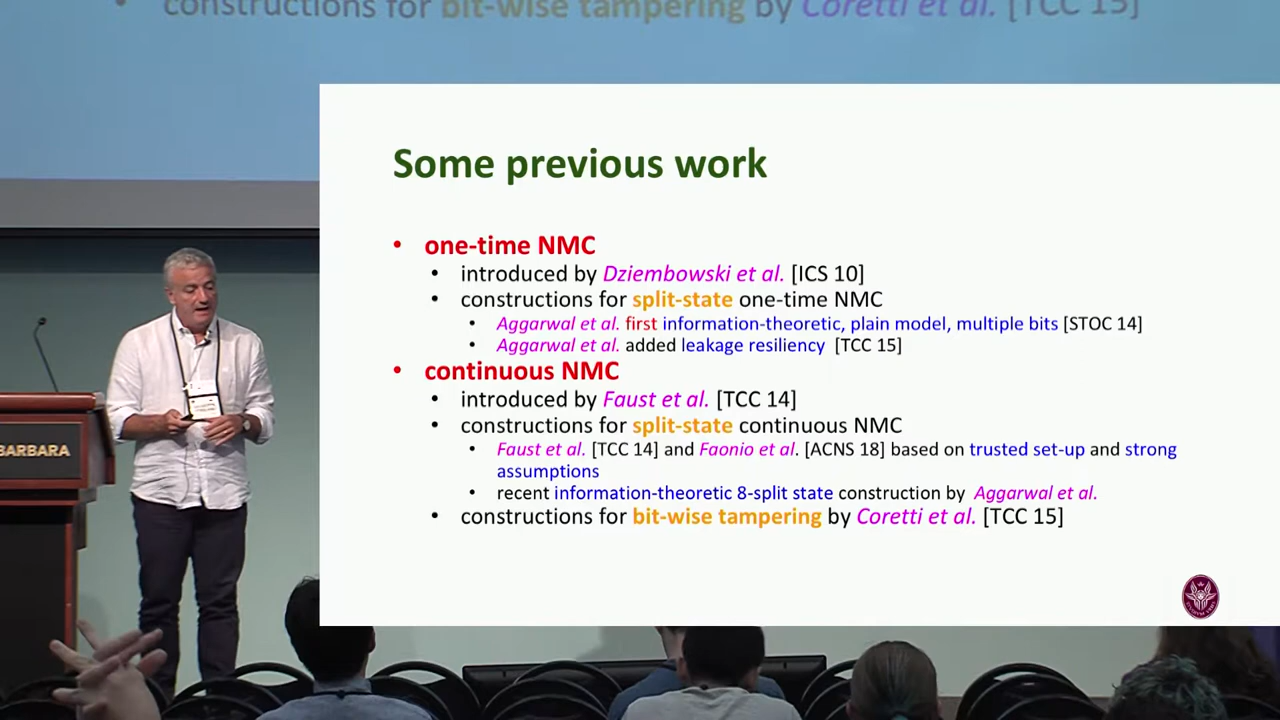 constructions for bit-wise tampering by Coretti et al. [TCC 15]
Some previous work
• one-time NMC
• introduced by Dziembowski et al. [ICS 10]
• constructions for split-state one-time NMC
• Aggarwal et al. first information-theoretic, plain model, multiple bits [STOC 14]
• Aggarwal et al. added leakage resiliency [TCC 15]
• continuous NMC
• introduced by Faust et al. [TCC 14]
• constructions for split-state continuous NMC
• Faust et al. [TCC 14] and Faonio et al. [ACNS 18] based on trusted set-up and strong
assumptions
• recent information-theoretic 8-split state construction by Aggarwal et al.
• constructions for bit-wise tampering by Coretti et al. [TCC 15]
BARBARA